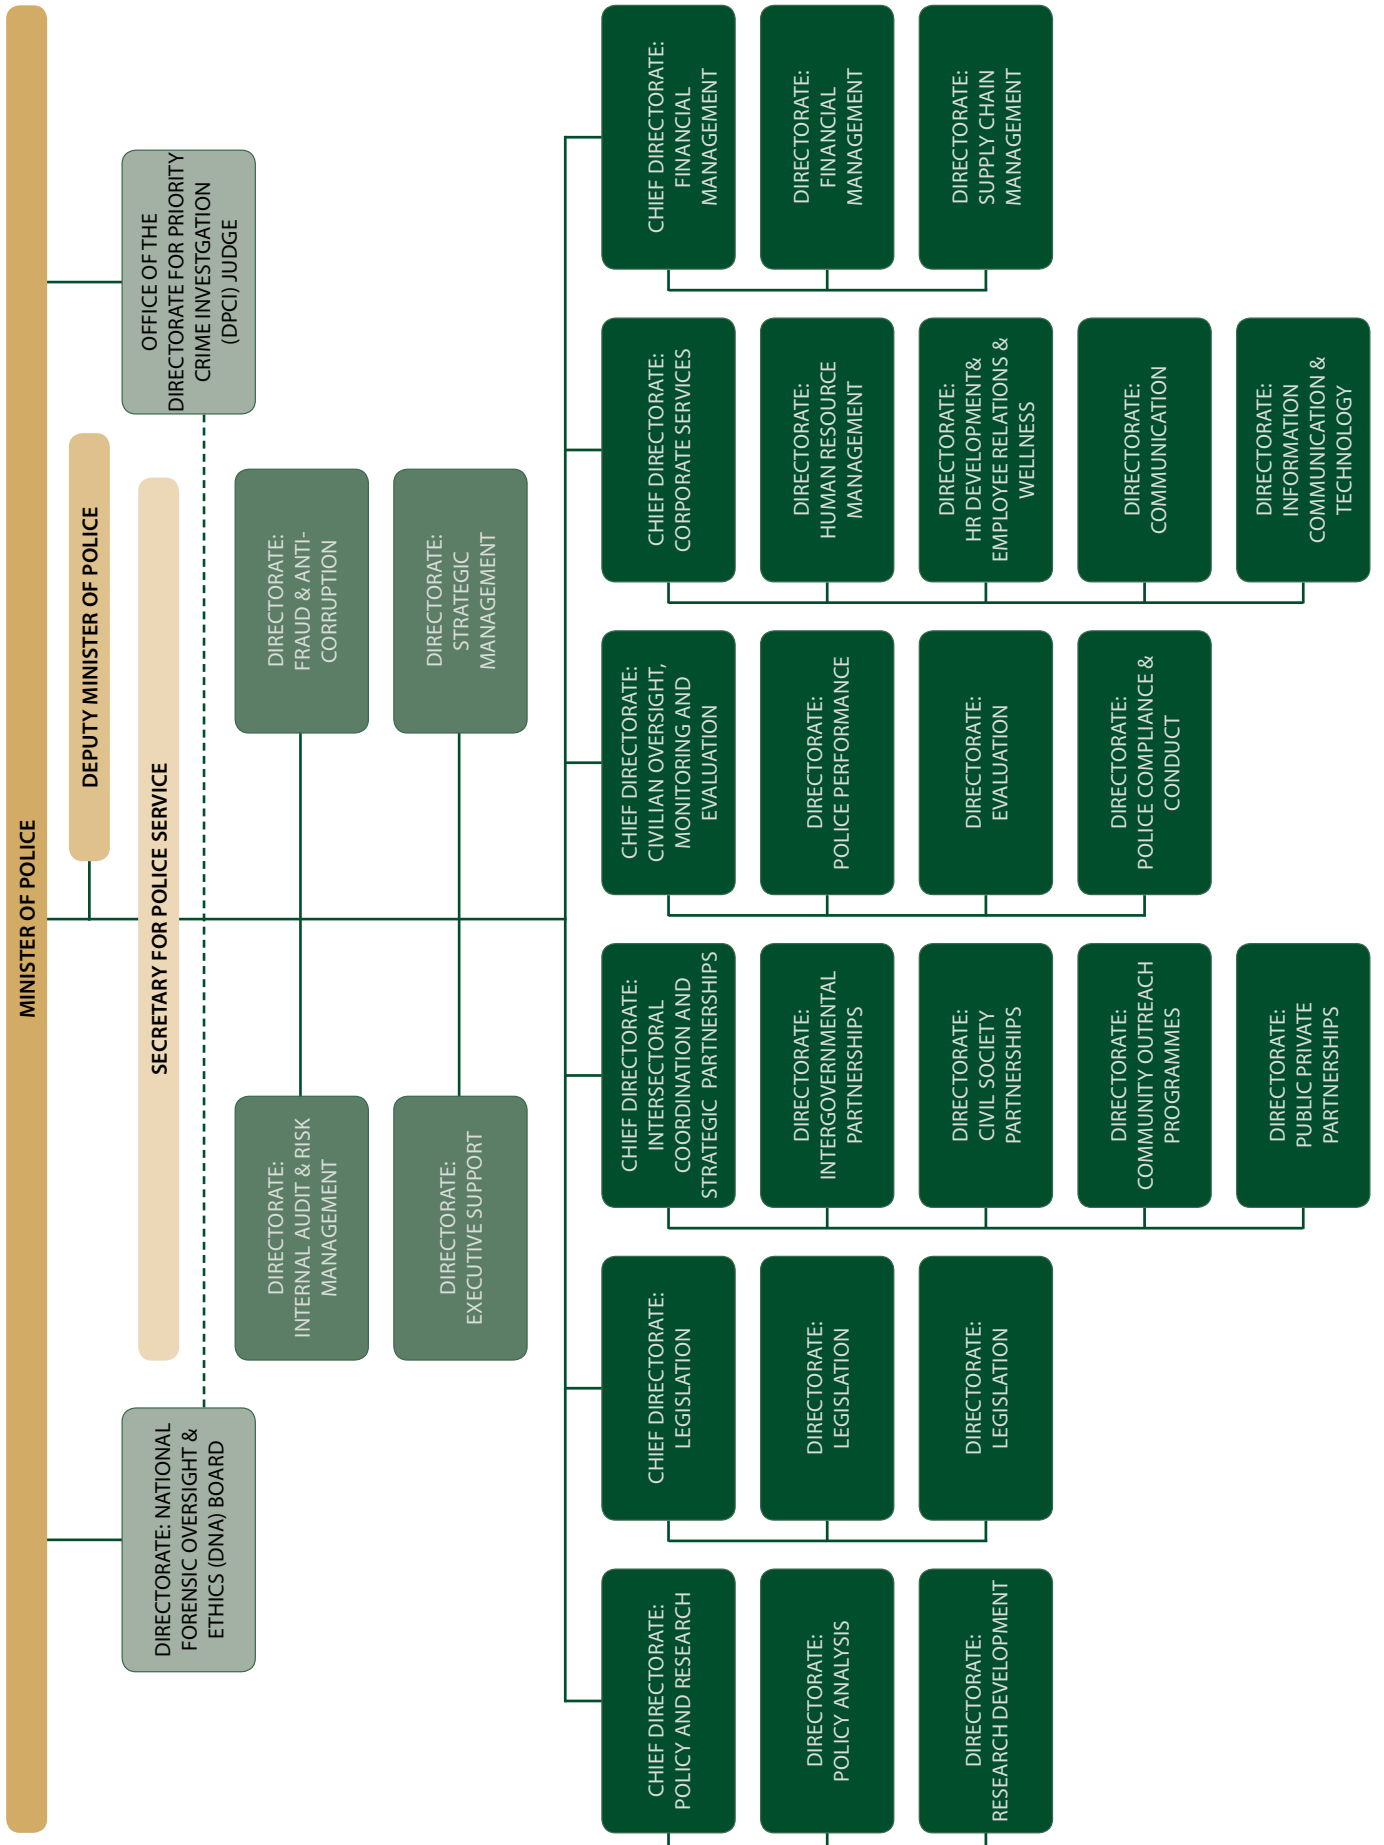 MINISTER OF POLICE
DEPUTY MINISTER OF POLICE
SECRETARY FOR POLICE SERVICE
DIRECTORATE: NATIONAL
FORENSIC OVERSIGHT &
ETHICS (DNA) BOARD
OFFICE OF THE
DIRECTORATE FOR PRIORITY
CRIME INVESTGATION
(DPCI) JUDGE
DIRECTORATE:
INTERNAL AUDIT & RISK
MANAGEMENT
DIRECTORATE:
FRAUD & ANTI-
CORRUPTION
DIRECTORATE:
EXECUTIVE SUPPORT
DIRECTORATE:
STRATEGIC
MANAGEMENT
CHIEF DIRECTORATE:
POLICY AND RESEARCH
DIRECTORATE:
POLICY ANALYSIS
DIRECTORATE:
RESEARCH DEVELOPMENT
CHIEF DIRECTORATE:
LEGISLATION
DIRECTORATE:
LEGISLATION
DIRECTORATE:
LEGISLATION
CHIEF DIRECTORATE:
INTERSECTORAL
COORDINATION AND
STRATEGIC PARTNERSHIPS
DIRECTORATE:
INTERGOVERNMENTAL
PARTNERSHIPS
DIRECTORATE:
CIVIL SOCIETY
PARTNERSHIPS
DIRECTORATE:
COMMUNITY OUTREACH
PROGRAMMES
DIRECTORATE:
PUBLIC PRIVATE
PARTNERSHIPS
CHIEF DIRECTORATE:
CIVILIAN OVERSIGHT,
MONITORING AND
EVALUATION
DIRECTORATE:
POLICE PERFORMANCE
DIRECTORATE:
EVALUATION
DIRECTORATE:
POLICE COMPLIANCE &
CONDUCT
CHIEF DIRECTORATE:
CORPORATE SERVICES
DIRECTORATE:
HUMAN RESOURCE
MANAGEMENT
DIRECTORATE:
HR DEVELOPMENT&
EMPLOYEE RELATIONS &
WELLNESS
DIRECTORATE:
COMMUNICATION
DIRECTORATE:
INFORMATION
COMMUNICATION &
TECHNOLOGY
CHIEF DIRECTORATE:
FINANCIAL
MANAGEMENT
DIRECTORATE:
FINANCIAL
MANAGEMENT
DIRECTORATE:
SUPPLY CHAIN
MANAGEMENT